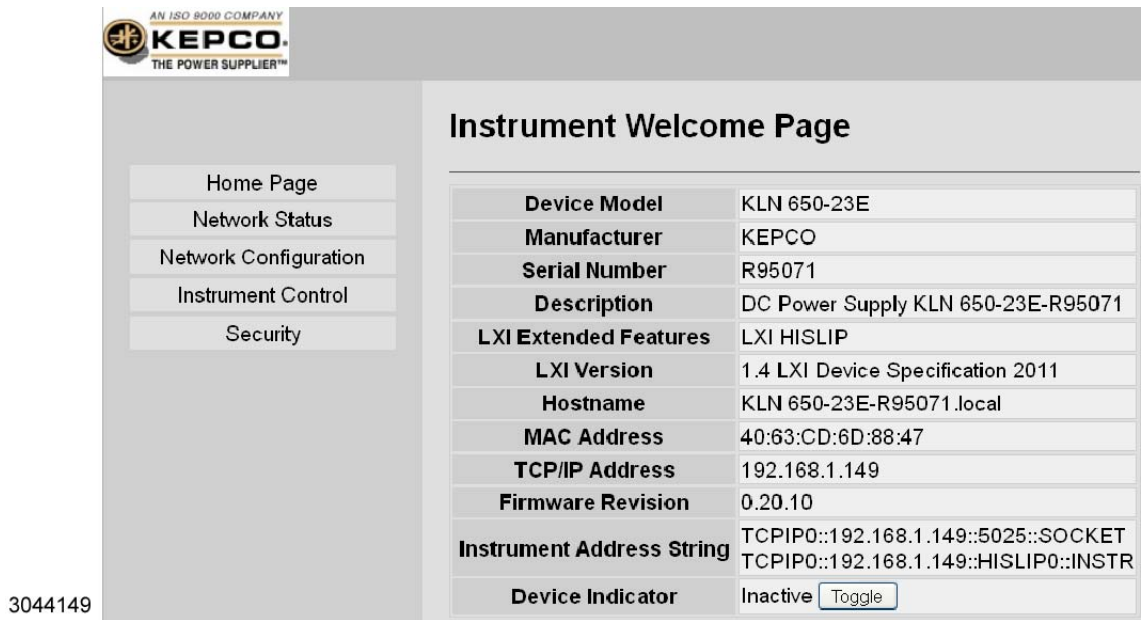 AN ISO 9000 COMPANY
KEPCO.
THE POWER SUPPLIER™
Instrument Welcome Page
Home Page
Network Status
Network Configuration
Instrument Control
Security
Device Model KLN 650-23E
Manufacturer KEPCO
Serial Number R95071
Description DC Power Supply KLN 650-23E-R95071
LXI Extended Features LXI HISLIP
LXI Version 1.4 LXI Device Specification 2011
Hostname KLN 650-23E-R95071.local
MAC Address 40:63:CD:6D:88:47
TCP/IP Address 192.168.1.149
Firmware Revision 0.20.10
Instrument Address String TCPIP0::192.168.1.149::5025::SOCKET
TCPIP0::192.168.1.149::HISLIP0::INSTR
Device Indicator Inactive Toggle
3044149